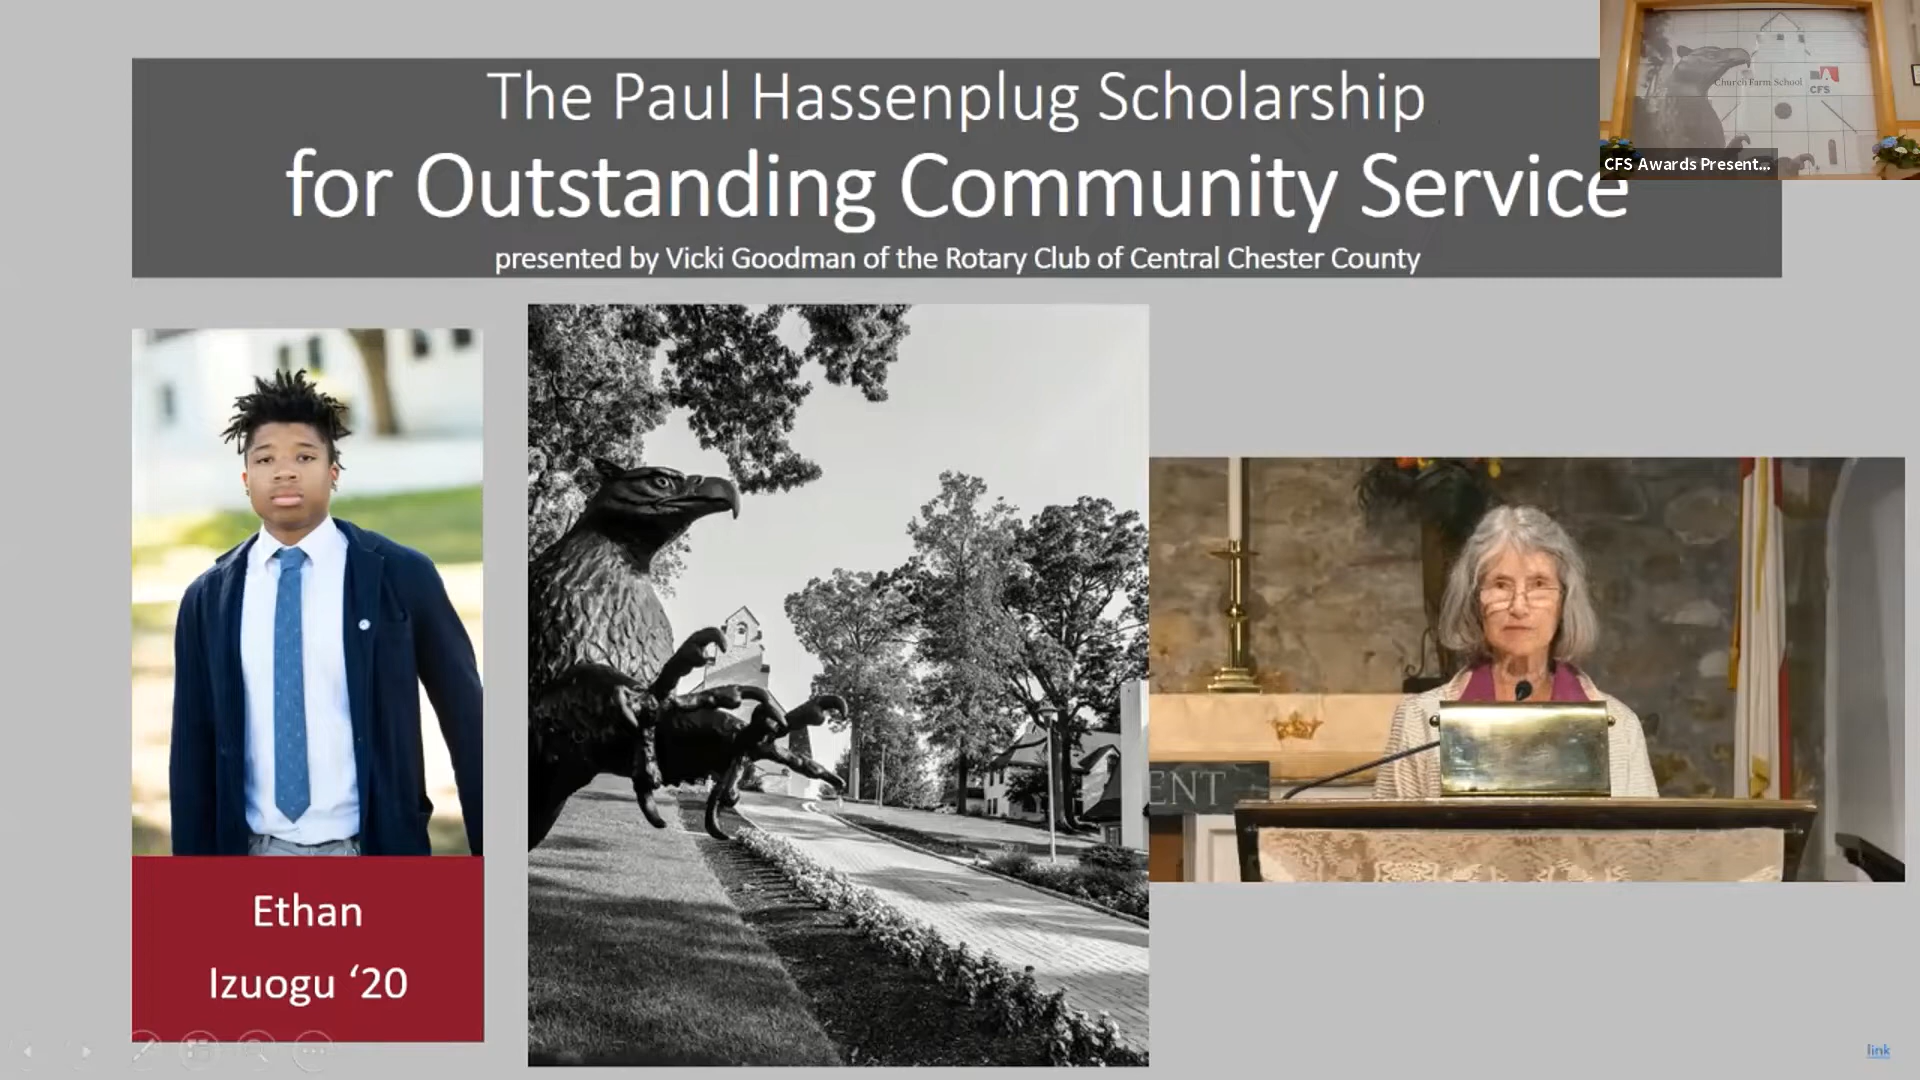 The Paul Hassenplug Scholarship
for Outstanding Community Service
presented by Vicki Goodman of the Rotary Club of Central Chester County
Church Farm School
CFS
CFS Awards Present...
ENT
Ethan
Izuogu ‘20
link